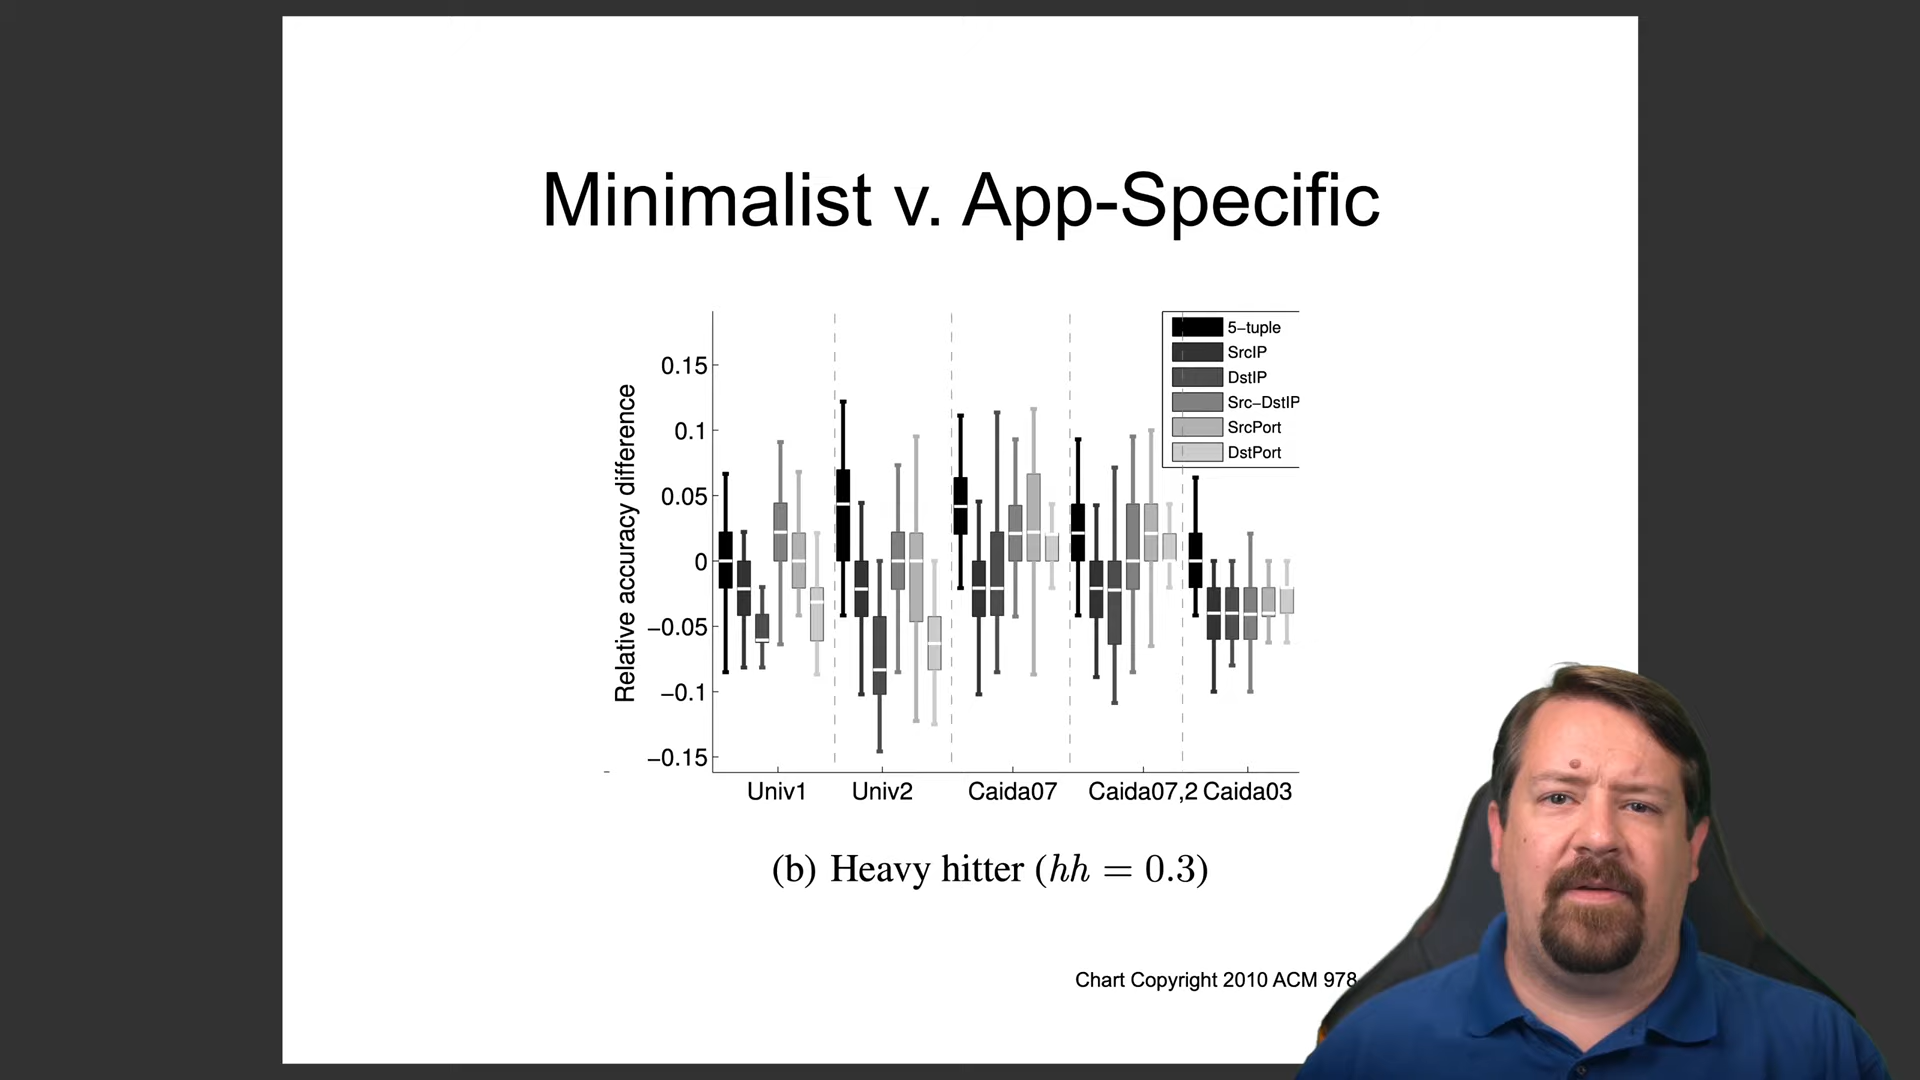 Minimalist v. App-Specific
5−tuple
SrcIP
DstIP
Src−DstIP
SrcPort
DstPort
Relative accuracy difference
0.15
0.1
0.05
0
−0.05
−0.1
−0.15
Univ1 Univ2 Caida07 Caida07,2 Caida03
(b) Heavy hitter (hh = 0.3)
Chart Copyright 2010 ACM 978